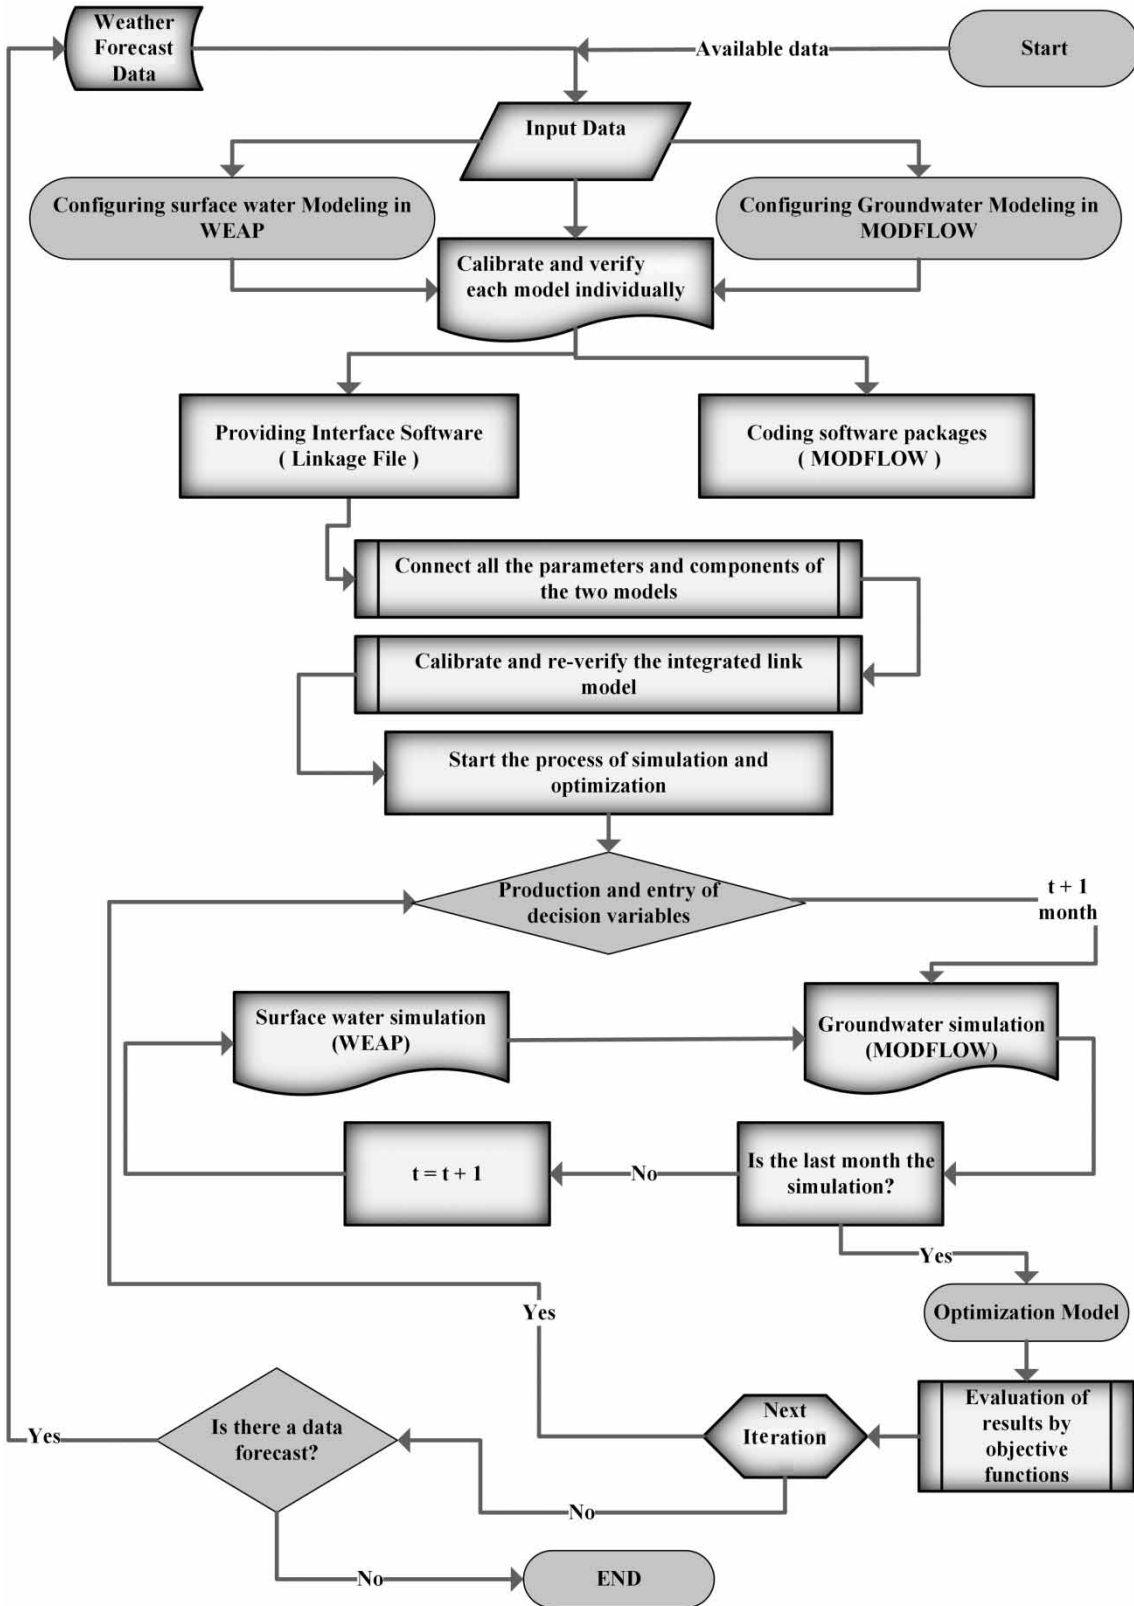 Weather
Forecast
Data
Available data
Start
Input Data
Configuring surface water Modeling in
WEAP
Configuring Groundwater Modeling in
MODFLOW
Calibrate and verify
each model individually
Providing Interface Software
( Linkage File )
Coding software packages
( MODFLOW )
Connect all the parameters and components of
the two models
Calibrate and re-verify the integrated link
model
Start the process of simulation and
optimization
Production and entry of
decision variables
t + 1
month
Surface water simulation
(WEAP)
Groundwater simulation
(MODFLOW)
t = t + 1
No
Is the last month the
simulation?
Yes
Optimization Model
Yes
Evaluation of
results by
objective
functions
Next
Iteration
Is there a data
forecast?
Yes
No
No
END